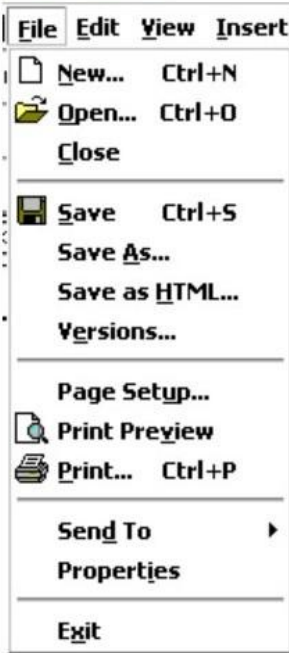 File Edit View Insert
New... Ctrl+N
Open... Ctrl+O
Close
Save Ctrl+S
Save As...
Save as HTML...
Versions...
Page Setup...
Print Preview
Print... Ctrl+P
Send To
Properties
Exit